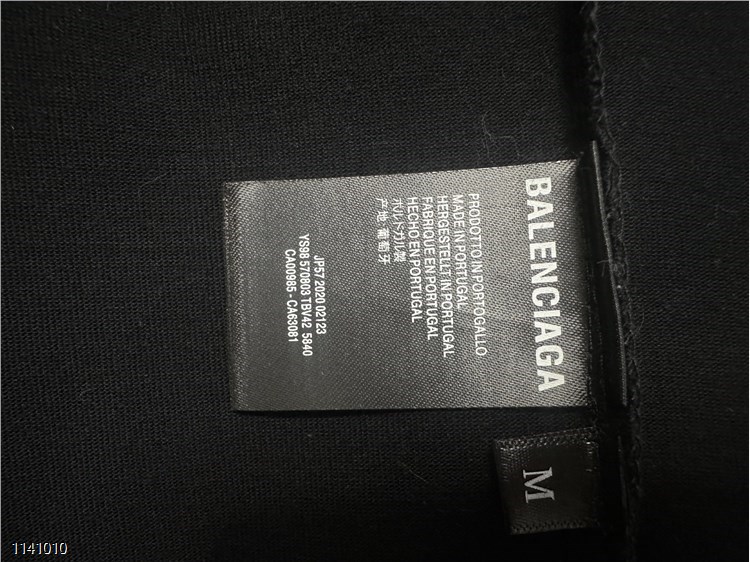 BALENCIAGA
PRODOTTO IN PORTOGALLO
MADE IN PORTUGAL
HERGESTELLT IN PORTUGAL
FABRIQUE EN PORTUGAL
HECHO EN PORTUGAL
ポルトガル製
产地 葡萄牙
JP57 2020 02123
YS98 570803 TBV42 5840
CA00985 - CA63081
M
1141010